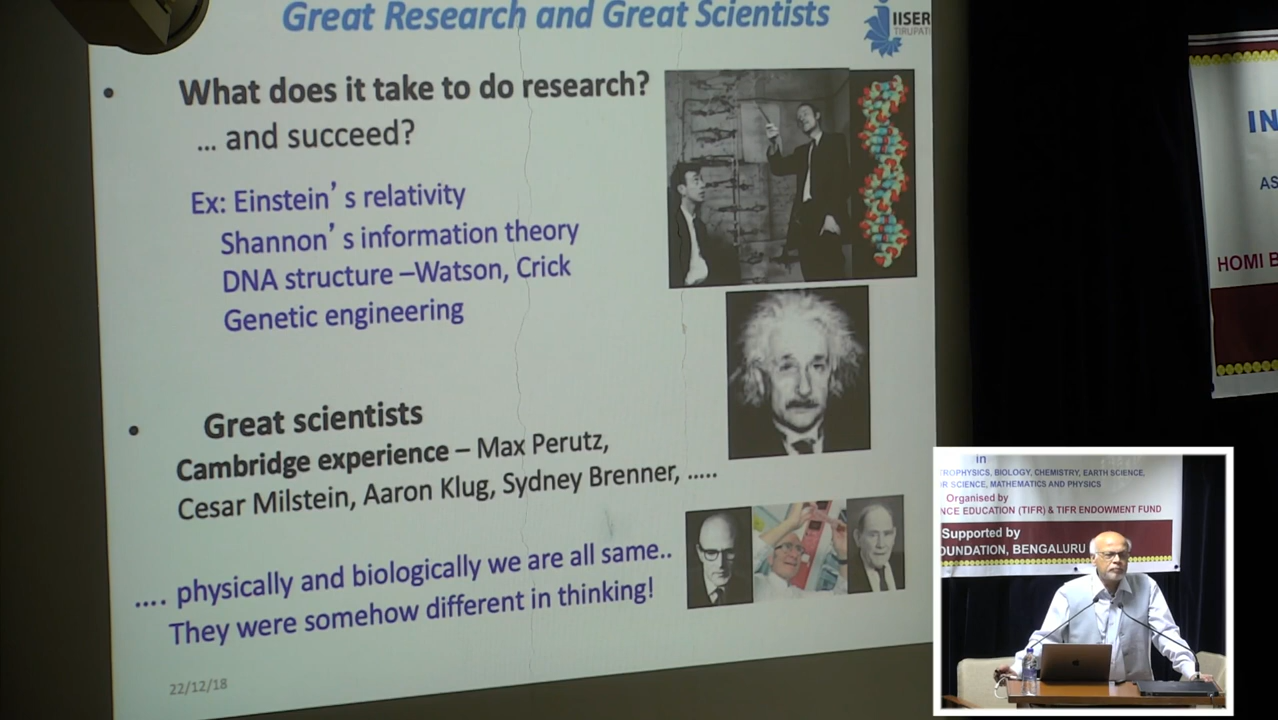 Great Research and Great Scientists
IISER
TIRUPATI
• What does it take to do research?
... and succeed?
Ex: Einstein's relativity
Shannon's information theory
DNA structure –Watson, Crick
Genetic engineering
• Great scientists
Cambridge experience – Max Perutz,
Cesar Milstein, Aaron Klug, Sydney Brenner, .....
.... physically and biologically we are all same..
They were somehow different in thinking!
22/12/18
IN
AS
HOMI B
in
TROPHYSICS, BIOLOGY, CHEMISTRY, EARTH SCIENCE,
R SCIENCE, MATHEMATICS AND PHYSICS
Organised by
NCE EDUCATION (TIFR) & TIFR ENDOWMENT FUND
Supported by
OUNDATION, BENGALURU